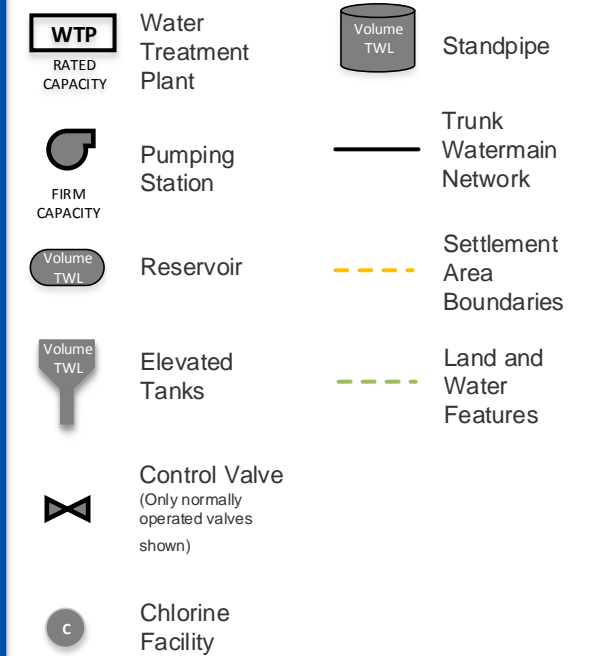 WTP
RATED
CAPACITY
Water
Treatment
Plant
FIRM
CAPACITY
Pumping
Station
Volume
TWL
Reservoir
Volume
TWL
Elevated
Tanks
Control Valve
(Only normally
operated valves
shown)
C
Chlorine
Facility
Volume
TWL
Standpipe
Trunk
Watermain
Network
Settlement
Area
Boundaries
Land and
Water
Features